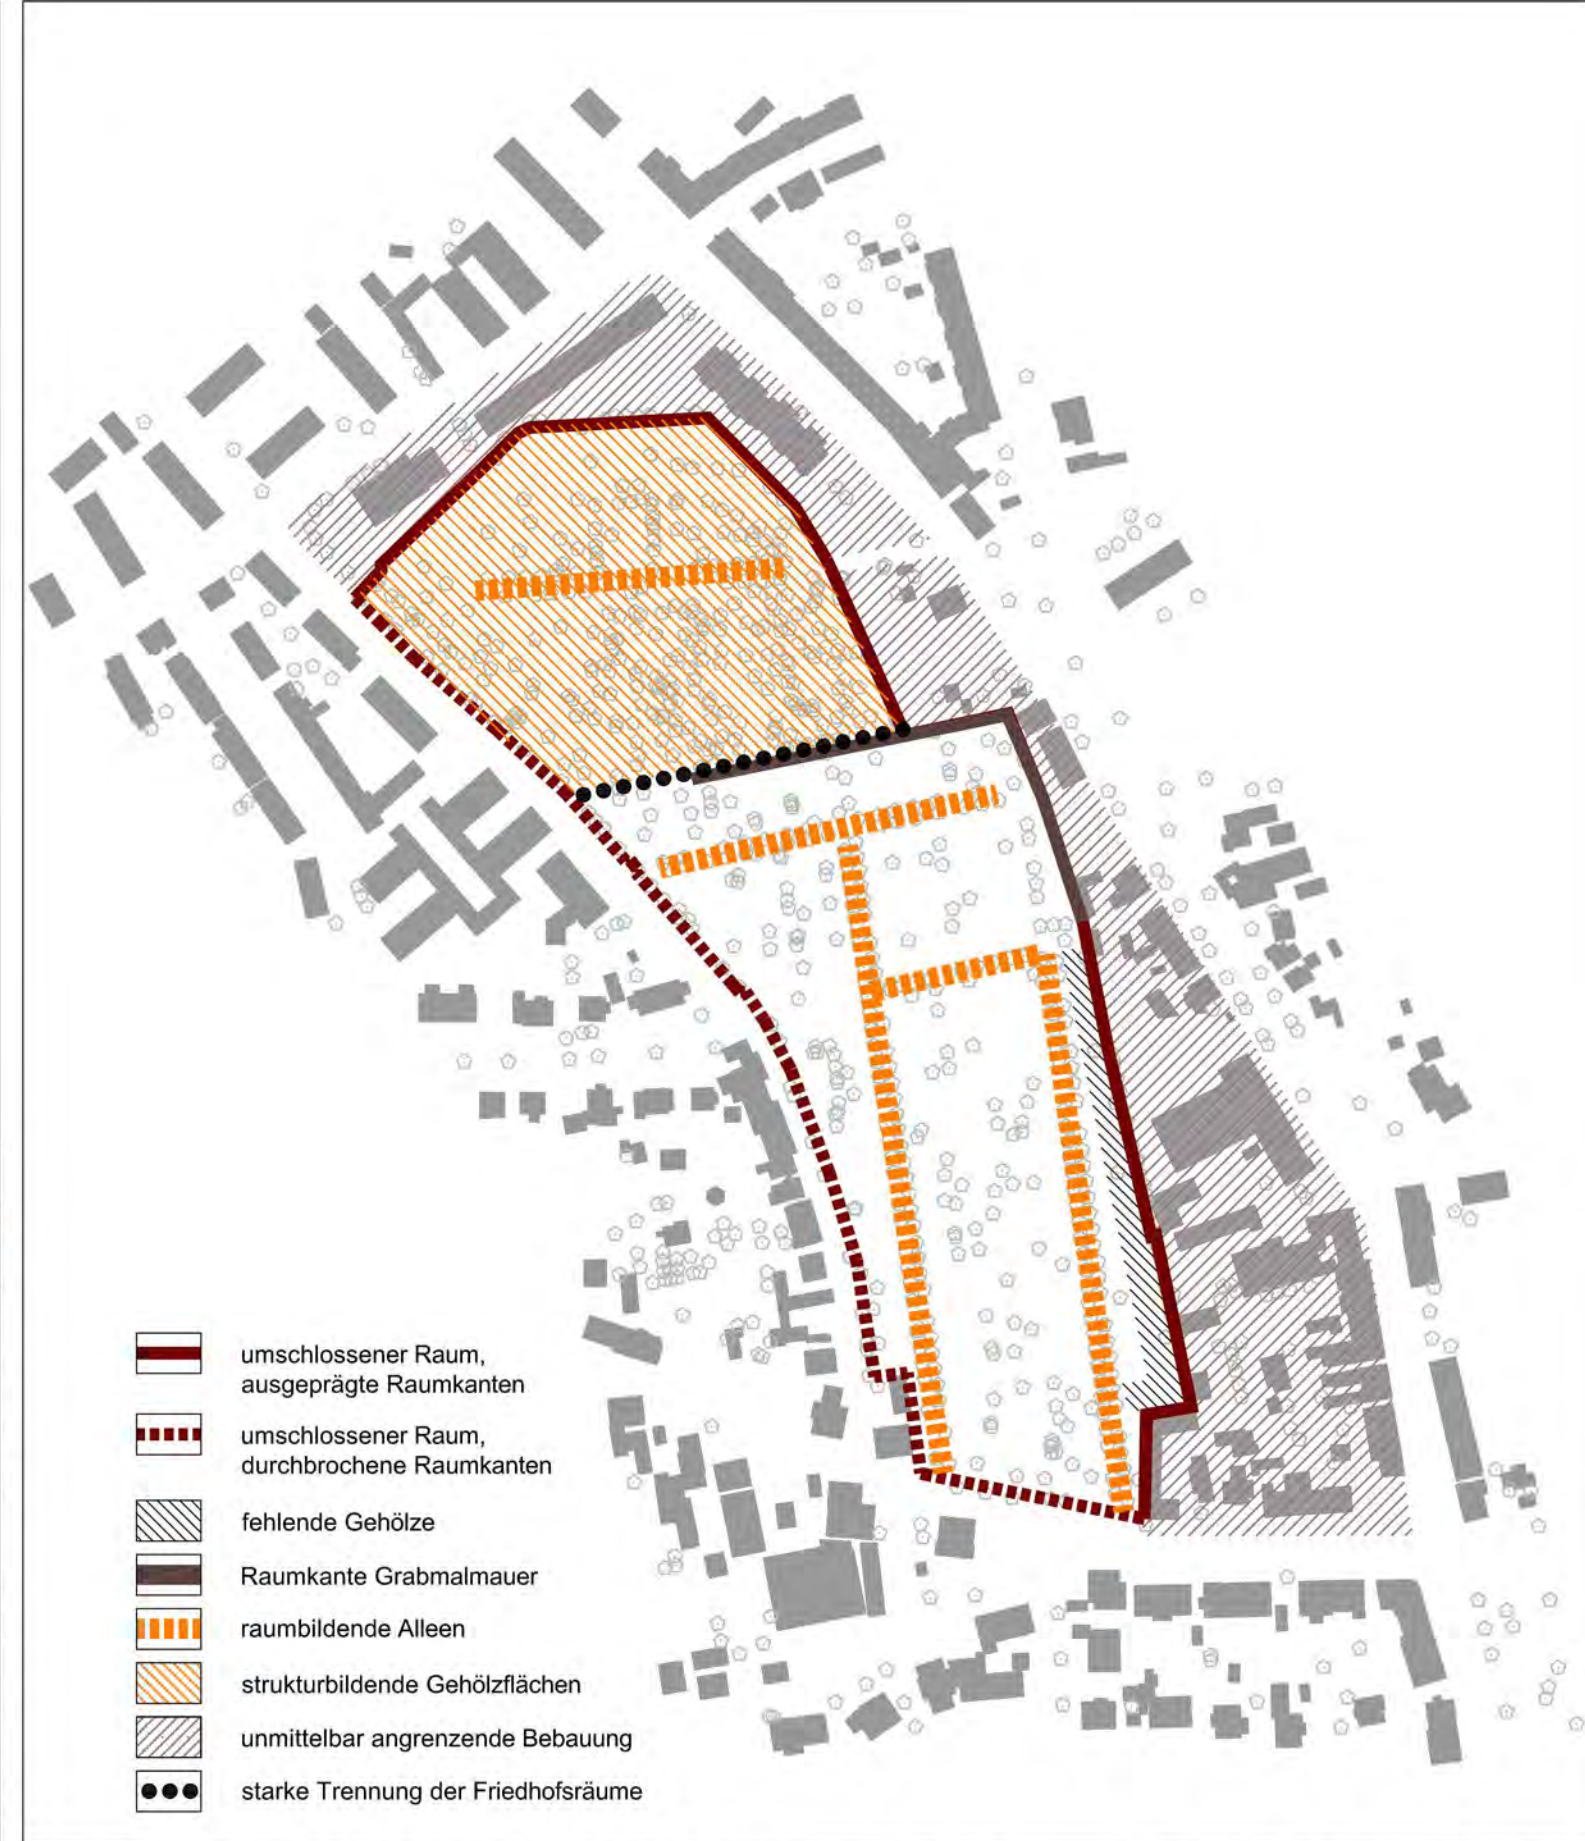 umschlossener Raum,
ausgeprägte Raumkanten
umschlossener Raum,
durchbrochene Raumkanten
fehlende Gehölze
Raumkante Grabmalmauer
raumbildende Alleen
strukturbildende Gehölzflächen
unmittelbar angrenzende Bebauung
starke Trennung der Friedhofsräume